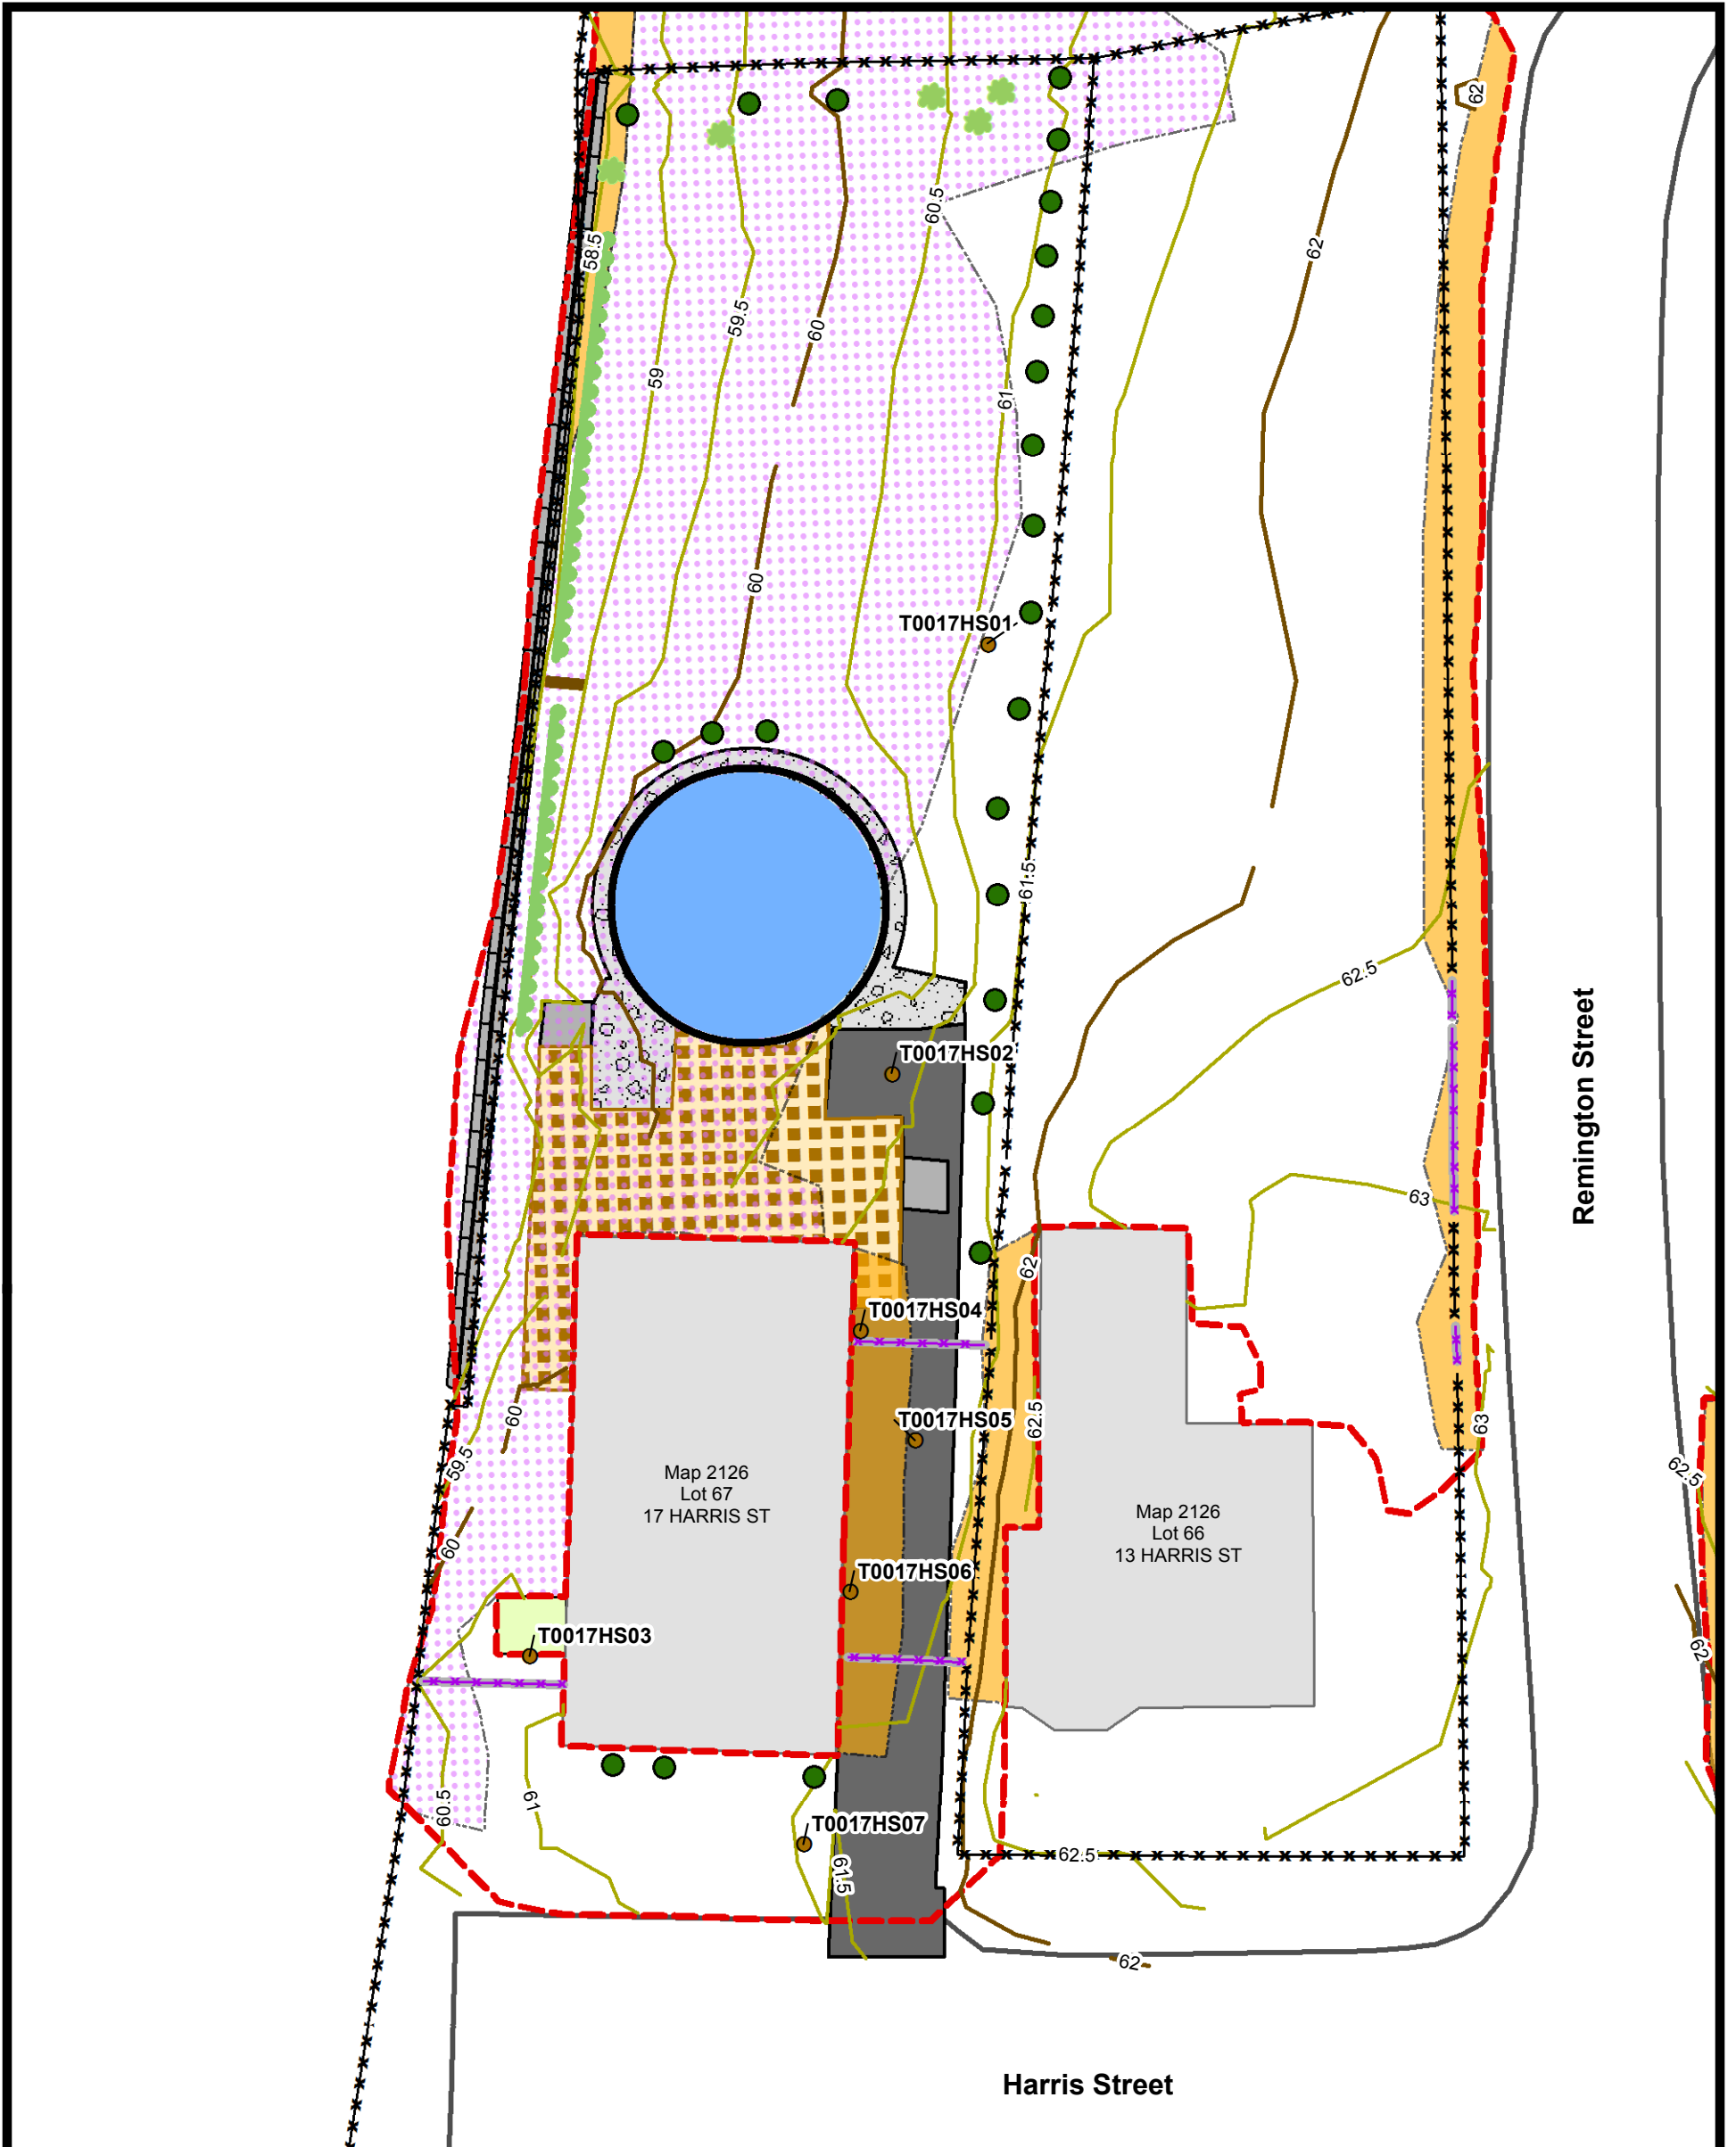 62
60.5
58.5
62
59.5
60
59
61
60
T0017HS01
61.5
62.5
Remington Street
T0017HS02
63
62
T0017HS04
60
62.5
T0017HS05
63
59.5
62.5
Map 2126
Lot 67
17 HARRIS ST
Map 2126
Lot 66
13 HARRIS ST
60
T0017HS06
T0017HS03
62
60.5
61
T0017HS07
61.5
62.5
62
Harris Street